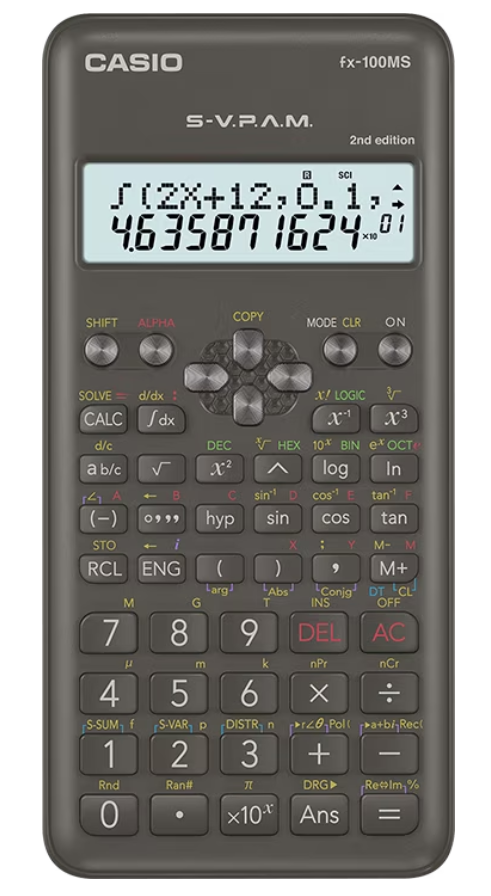 CASIO fx-100MS
S-V.P.A.M.
2nd edition
R SCI
∫(2X+12,0.1,
4.635871624×10 01
COPY
SHIFT ALPHA MODE CLR ON
SOLVE = d/dx : x! LOGIC ³√
CALC ∫dx x⁻¹ x³
d/c DEC ˣ√ HEX 10ˣ BIN eˣ OCT e
a b/c √ x² ^ log ln
∠ A ← B C sin⁻¹ D cos⁻¹ E tan⁻¹ F
(−) °,,, hyp sin cos tan
STO ← i X ; Y M− M
RCL ENG ( ) , M+
arg Abs Conjg DT CL
M G T INS OFF
7 8 9 DEL AC
μ m k nPr nCr
4 5 6 × ÷
S-SUM f S-VAR p DISTR n ▶r∠θ Pol( ▶a+bi Rec(
1 2 3 + −
Rnd Ran# π DRG▶ Re⇔Im %
0 • ×10ˣ Ans =